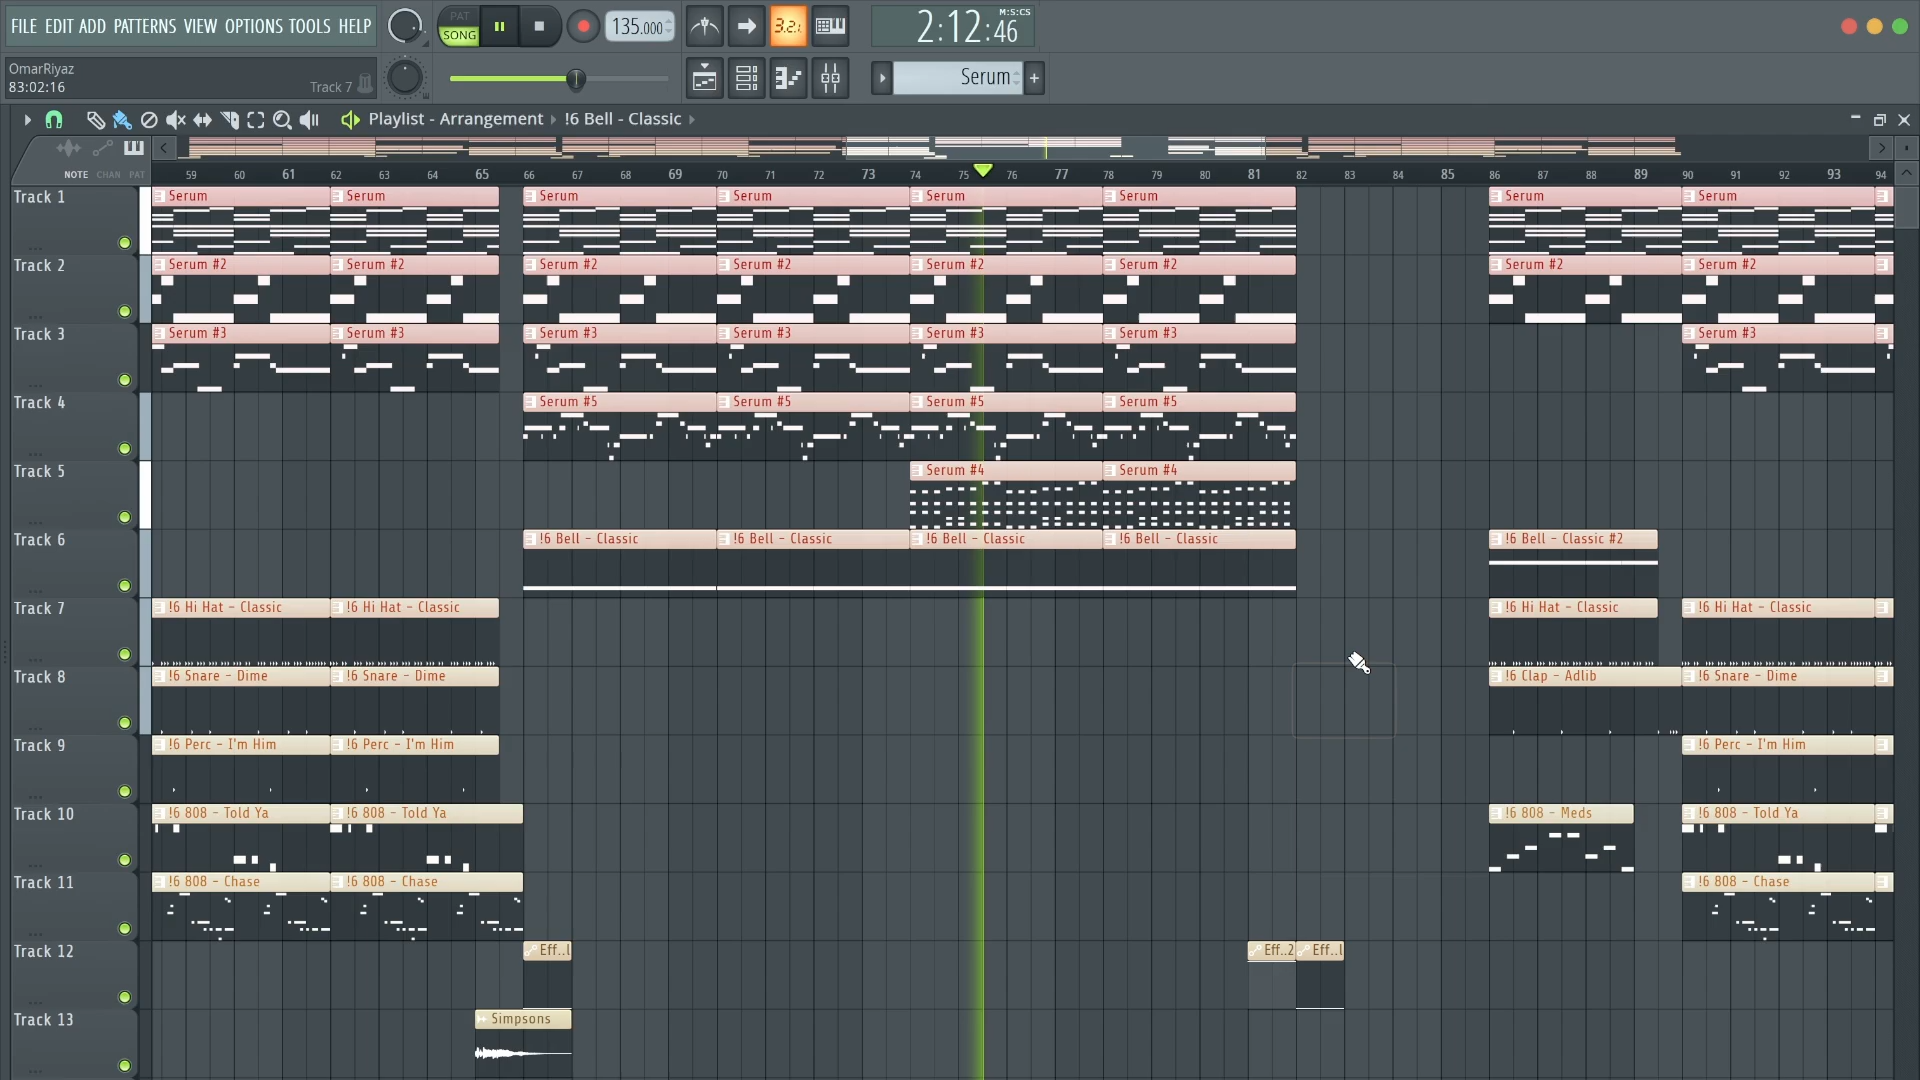 FILE EDIT ADD PATTERNS VIEW OPTIONS TOOLS HELP
PAT
SONG
135.000
3.2.
M:S:CS
2:12:46
OmarRiyaz
83:02:16
Track 7
Serum
Playlist - Arrangement !6 Bell - Classic
NOTE CHAN PAT
59 60 61 62 63 64 65 66 67 68 69 70 71 72 73 74 75 76 77 78 79 80 81 82 83 84 85 86 87 88 89 90 91 92 93 94
Track 1 Serum Serum Serum Serum Serum Serum Serum Serum
Track 2 Serum #2 Serum #2 Serum #2 Serum #2 Serum #2 Serum #2 Serum #2 Serum #2
Track 3 Serum #3 Serum #3 Serum #3 Serum #3 Serum #3 Serum #3 Serum #3
Track 4 Serum #5 Serum #5 Serum #5 Serum #5
Track 5 Serum #4 Serum #4
Track 6 !6 Bell - Classic !6 Bell - Classic !6 Bell - Classic !6 Bell - Classic !6 Bell - Classic #2
Track 7 !6 Hi Hat - Classic !6 Hi Hat - Classic !6 Hi Hat - Classic !6 Hi Hat - Classic
Track 8 !6 Snare - Dime !6 Snare - Dime !6 Clap - Adlib !6 Snare - Dime
Track 9 !6 Perc - I'm Him !6 Perc - I'm Him !6 Perc - I'm Him
Track 10 !6 808 - Told Ya !6 808 - Told Ya !6 808 - Meds !6 808 - Told Ya
Track 11 !6 808 - Chase !6 808 - Chase !6 808 - Chase
Track 12 Eff..l Eff..2 Eff..l
Track 13 Simpsons